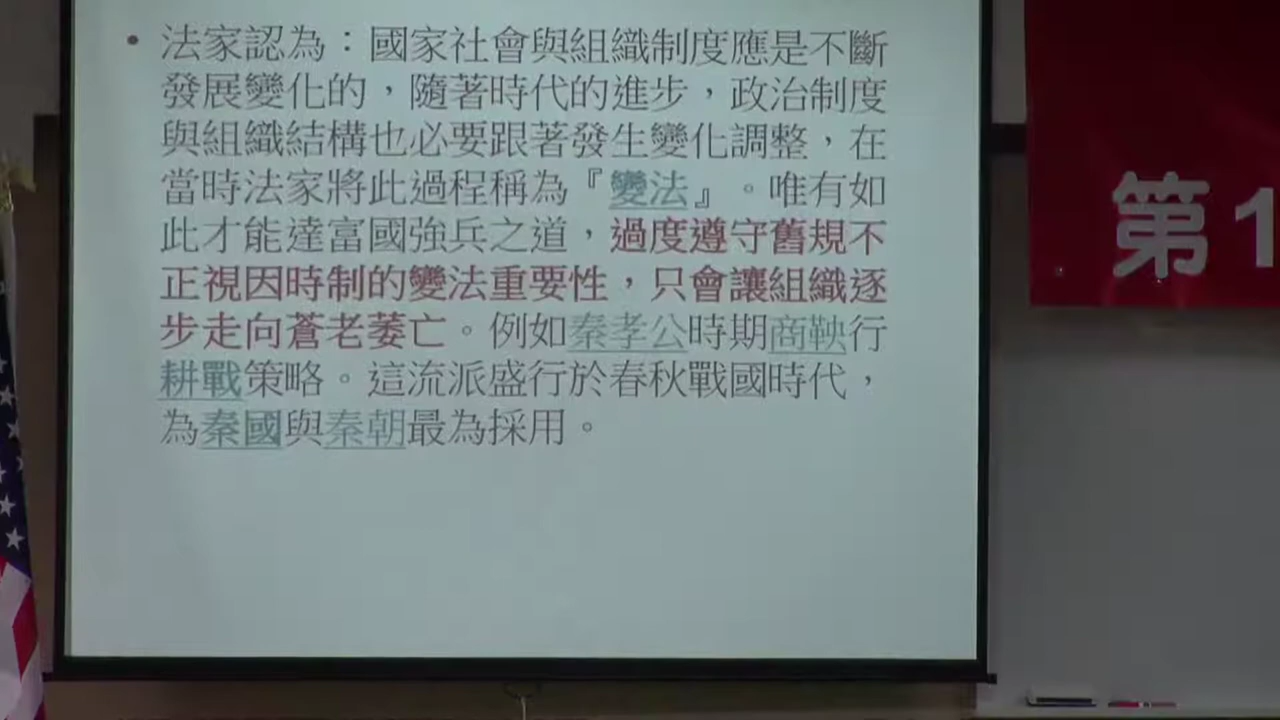 • 法家認為：國家社會與組織制度應是不斷
發展變化的，隨著時代的進步，政治制度
與組織結構也必要跟著發生變化調整，在
當時法家將此過程稱為『變法』。唯有如
此才能達富國強兵之道，過度遵守舊規不
正視因時制的變法重要性，只會讓組織逐
步走向蒼老萎亡。例如秦孝公時期商鞅行
耕戰策略。這流派盛行於春秋戰國時代，
為秦國與秦朝最為採用。
第1